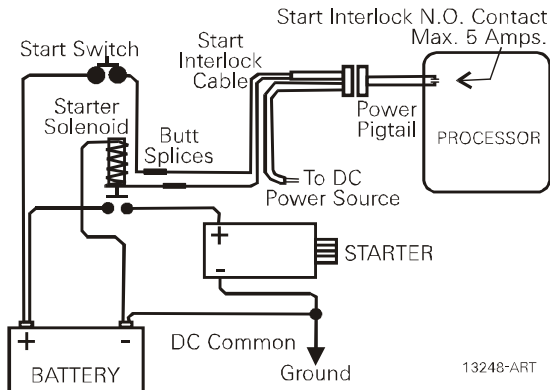 Start Interlock N.O. Contact
Max. 5 Amps.
Start Switch
Start
Interlock
Cable
Starter
Solenoid
Butt
Splices
Power
Pigtail
PROCESSOR
To DC
Power Source
+
-
STARTER
+
-
BATTERY
DC Common
Ground
13248-ART